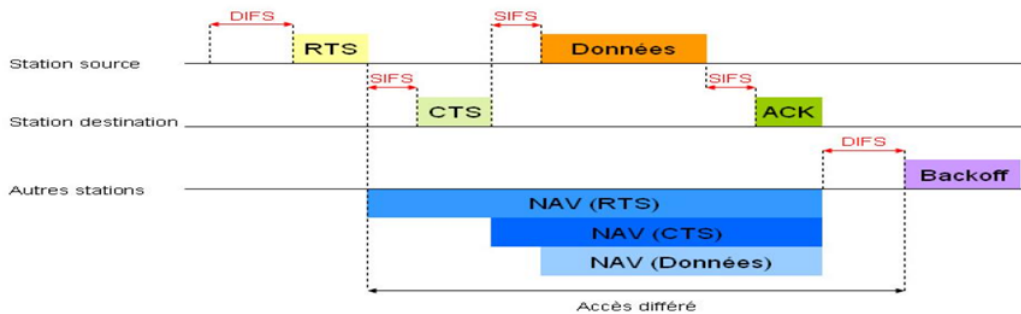 DIFS
SIFS
RTS
Données
Station source
SIFS
SIFS
CTS
ACK
Station destination
DIFS
Backoff
Autres stations
NAV (RTS)
NAV (CTS)
NAV (Données)
Accès différé